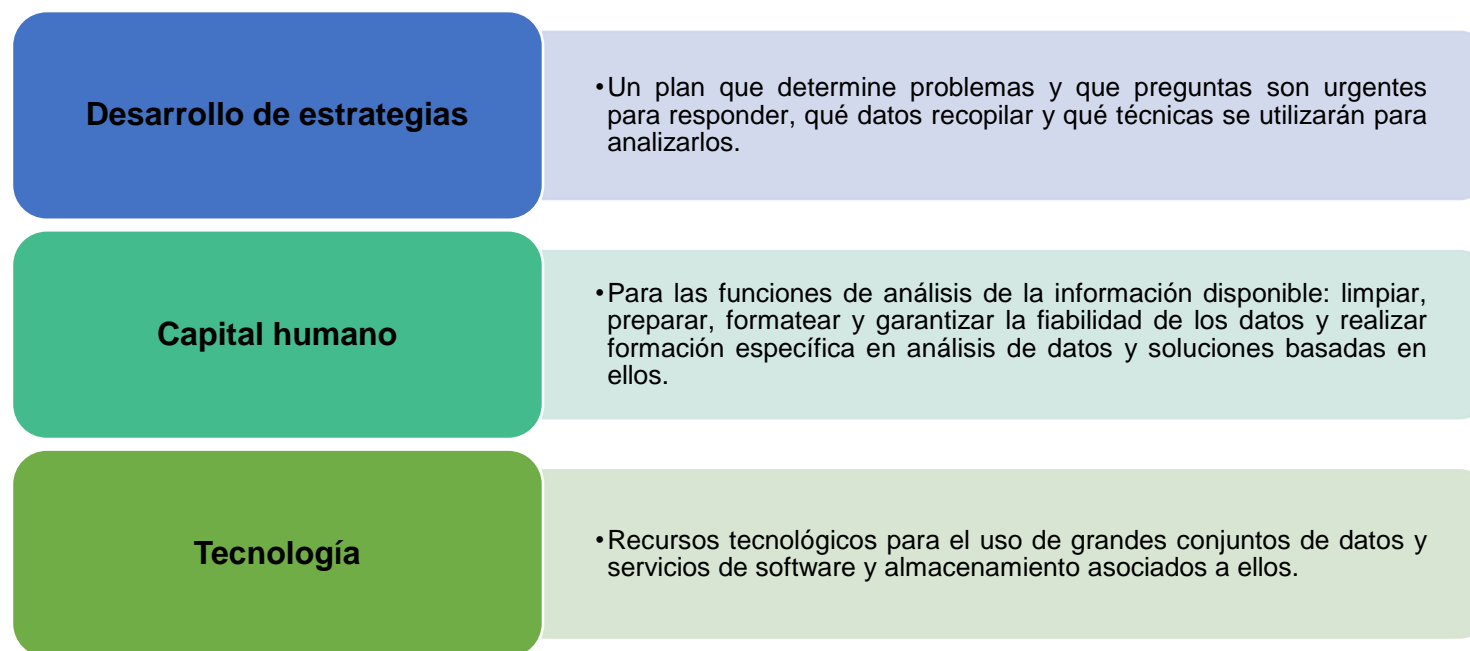 Desarrollo de estrategias
•Un plan que determine problemas y que preguntas son urgentes
para responder, qué datos recopilar y qué técnicas se utilizarán para
analizarlos.
Capital humano
•Para las funciones de análisis de la información disponible: limpiar,
preparar, formatear y garantizar la fiabilidad de los datos y realizar
formación específica en análisis de datos y soluciones basadas en
ellos.
Tecnología
•Recursos tecnológicos para el uso de grandes conjuntos de datos y
servicios de software y almacenamiento asociados a ellos.